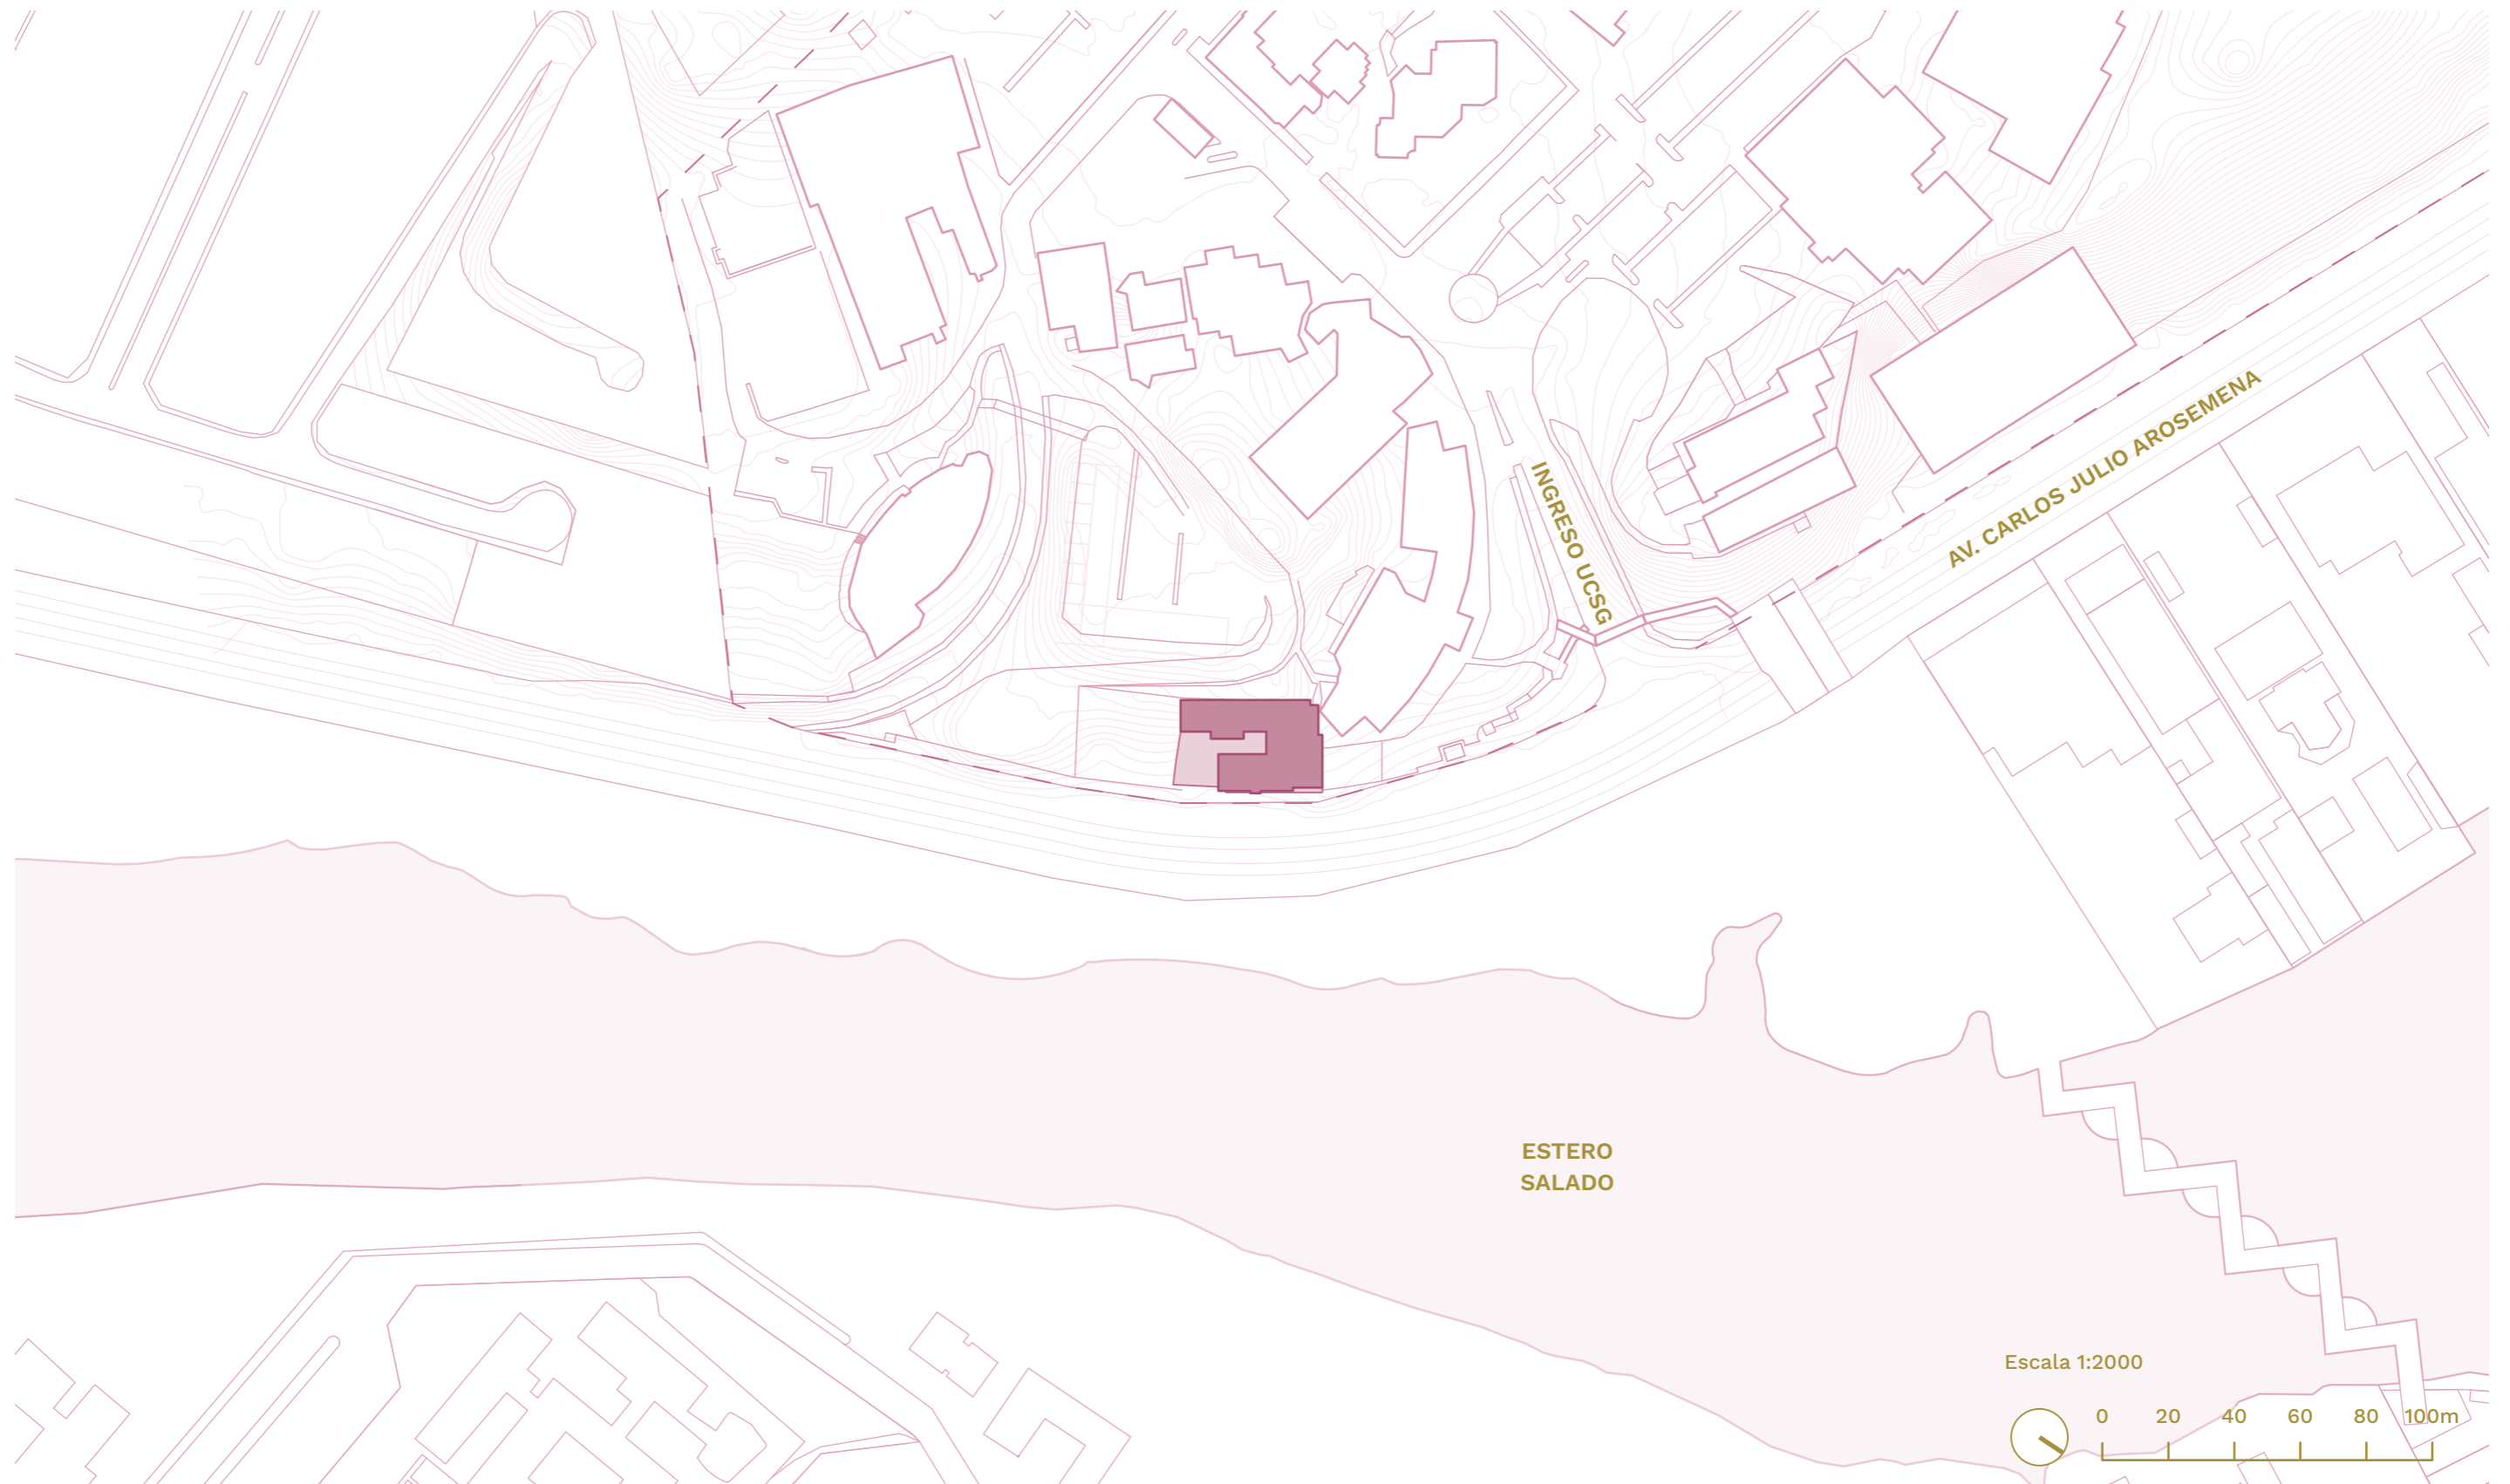 AV. CARLOS JULIO AROSEMENA
INGRESO UCSG
ESTERO
SALADO
Escala 1:2000
0 20 40 60 80 100m